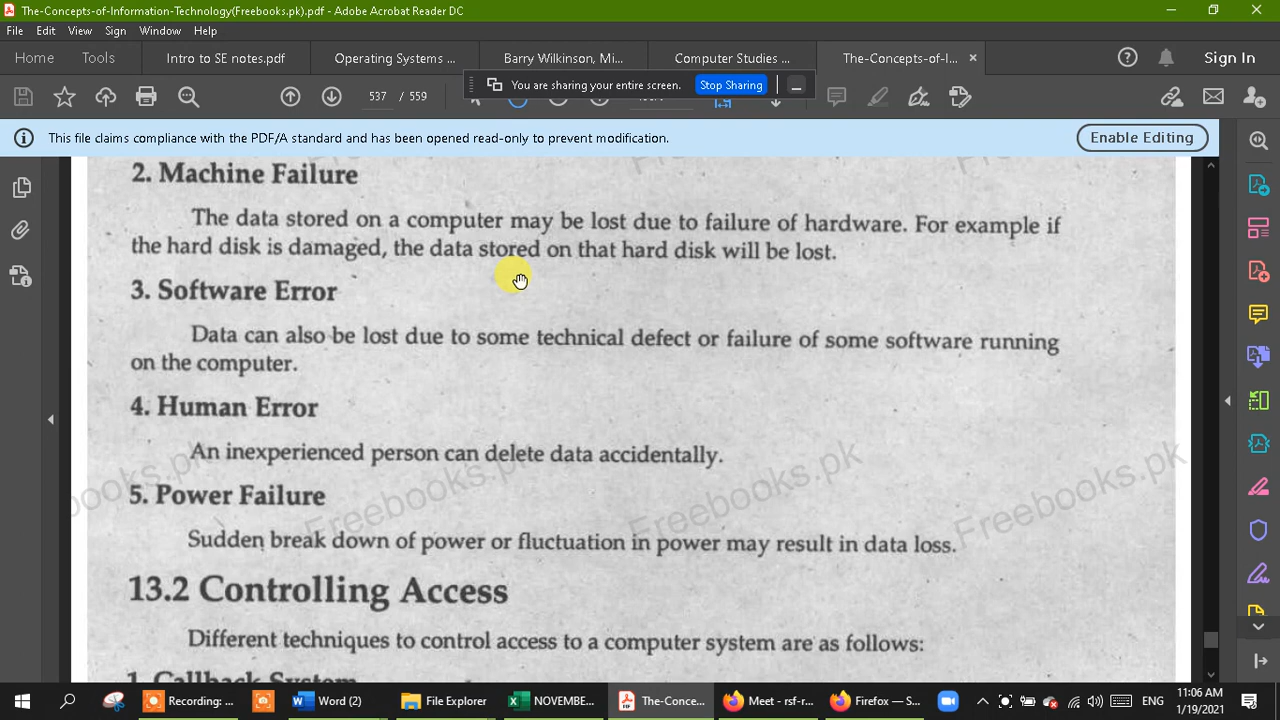 The-Concepts-of-Information-Technology(Freebooks.pk).pdf - Adobe Acrobat Reader DC
File Edit View Sign Window Help
Home Tools Intro to SE notes.pdf Operating Systems ... Barry Wilkinson, Mi... Computer Studies ... The-Concepts-of-I... Sign In
You are sharing your entire screen. Stop Sharing
537 / 559
This file claims compliance with the PDF/A standard and has been opened read-only to prevent modification. Enable Editing
2. Machine Failure
The data stored on a computer may be lost due to failure of hardware. For example if
the hard disk is damaged, the data stored on that hard disk will be lost.
3. Software Error
Data can also be lost due to some technical defect or failure of some software running
on the computer.
4. Human Error
An inexperienced person can delete data accidentally.
ooks.pk Freebooks.pk Freebooks.pk Freebooks.pk
5. Power Failure
Sudden break down of power or fluctuation in power may result in data loss.
13.2 Controlling Access
Different techniques to control access to a computer system are as follows:
1. Callback System
Recording:... Word (2) File Explorer NOVEMBE... The-Conce... Meet - rsf-r... Firefox — S... ENG 11:06 AM
1/19/2021